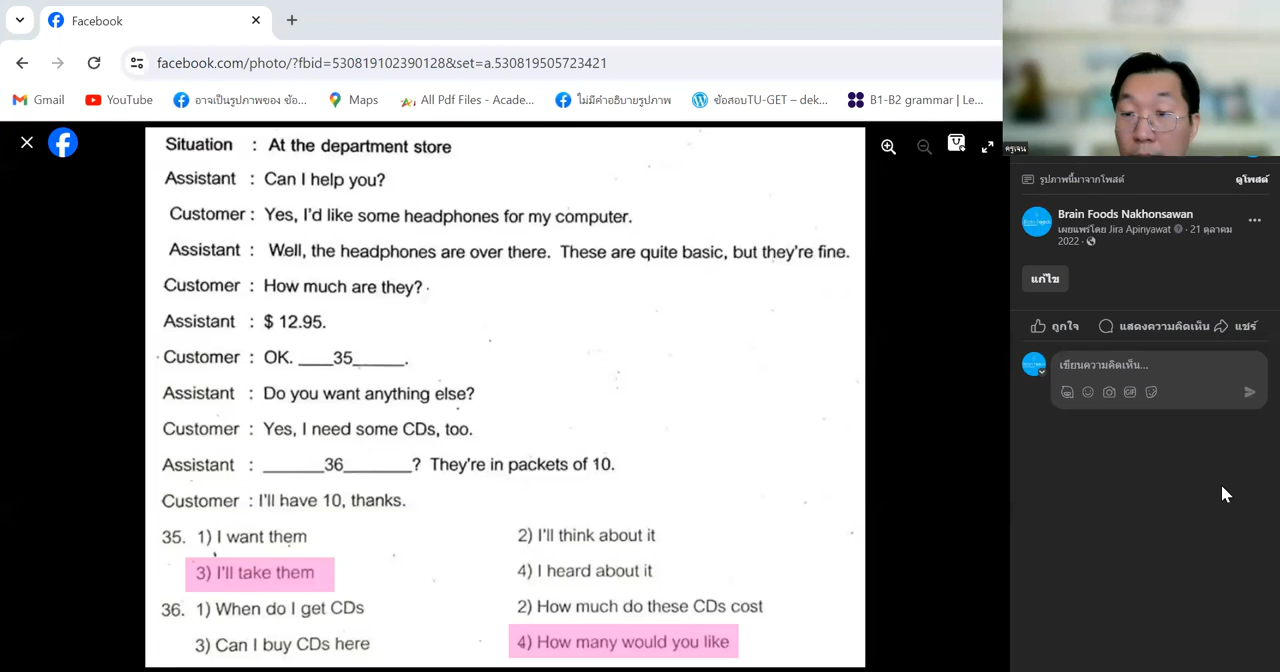 Facebook
facebook.com/photo/?fbid=530819102390128&set=a.530819505723421
Gmail
YouTube
อาจเป็นรูปภาพของ ข้อ...
Maps
All Pdf Files - Acade...
ไม่มีคำอธิบายรูปภาพ
ข้อสอบTU-GET – dek...
B1-B2 grammar | Le...
ครูเจน
Situation : At the department store
Assistant : Can I help you?
Customer : Yes, I'd like some headphones for my computer.
Assistant : Well, the headphones are over there. These are quite basic, but they're fine.
Customer : How much are they?
Assistant : $ 12.95.
Customer : OK. ____35______.
Assistant : Do you want anything else?
Customer : Yes, I need some CDs, too.
Assistant : _______36________? They're in packets of 10.
Customer : I'll have 10, thanks.
35. 1) I want them 2) I'll think about it
3) I'll take them 4) I heard about it
36. 1) When do I get CDs 2) How much do these CDs cost
3) Can I buy CDs here 4) How many would you like
รูปภาพนี้มาจากโพสต์
ดูโพสต์
Brain Foods Nakhonsawan
เผยแพร่โดย Jira Apinyawat · 21 ตุลาคม
2022 ·
แก้ไข
ถูกใจ
แสดงความคิดเห็น
แชร์
เขียนความคิดเห็น...
GIF